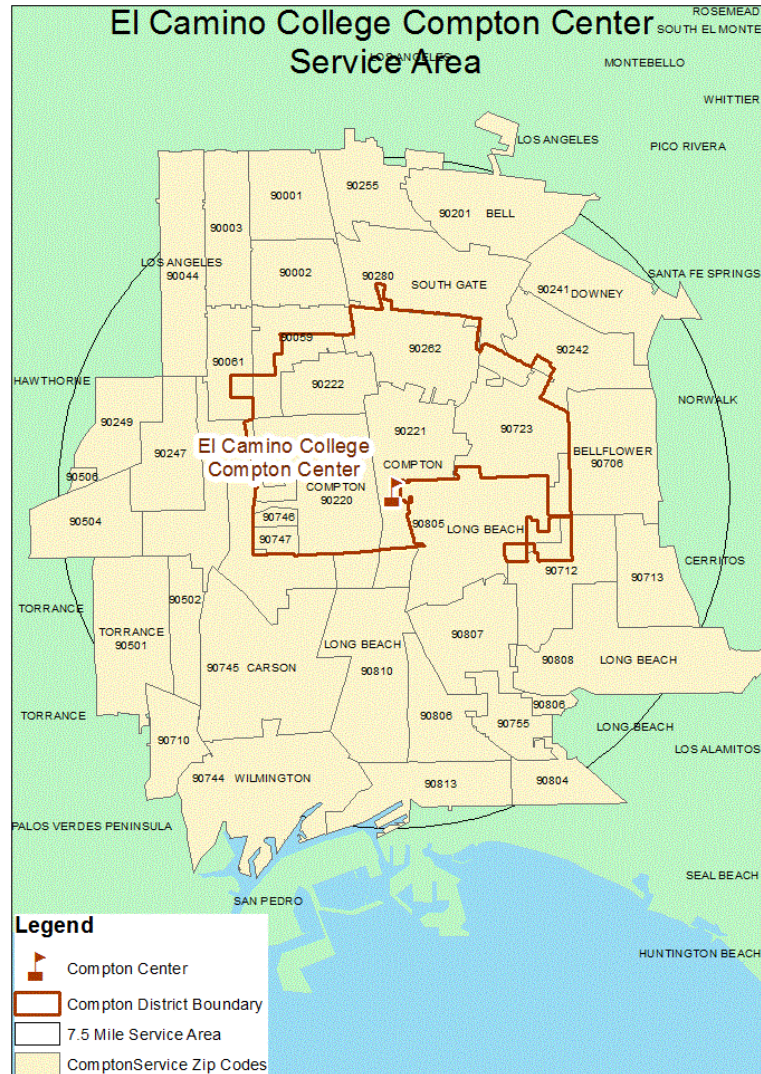 El Camino College Compton Center
Service Area
ROSEMEAD
SOUTH EL MONTE
LOS ANGELES
MONTEBELLO
WHITTIER
LOS ANGELES
PICO RIVERA
90255
90001
90201 BELL
90003
LOS ANGELES
90044
90002
90280
SOUTH GATE
SANTA FE SPRINGS
90241
DOWNEY
90059
90262
90242
90061
HAWTHORNE
90222
NORWALK
90249
90221
90723
90247
El Camino College
Compton Center
BELLFLOWER
90706
COMPTON
90506
COMPTON
90220
90504
90746
90805
LONG BEACH
90747
CERRITOS
90712
90713
TORRANCE
90502
TORRANCE
90501
LONG BEACH
90807
90745 CARSON
90810
90808
LONG BEACH
90806
TORRANCE
90806
90755
LONG BEACH
90710
LOS ALAMITOS
90744
WILMINGTON
90813
90804
PALOS VERDES PENINSULA
SEAL BEACH
SAN PEDRO
HUNTINGTON BEACH
Legend
Compton Center
Compton District Boundary
7.5 Mile Service Area
ComptonService Zip Codes